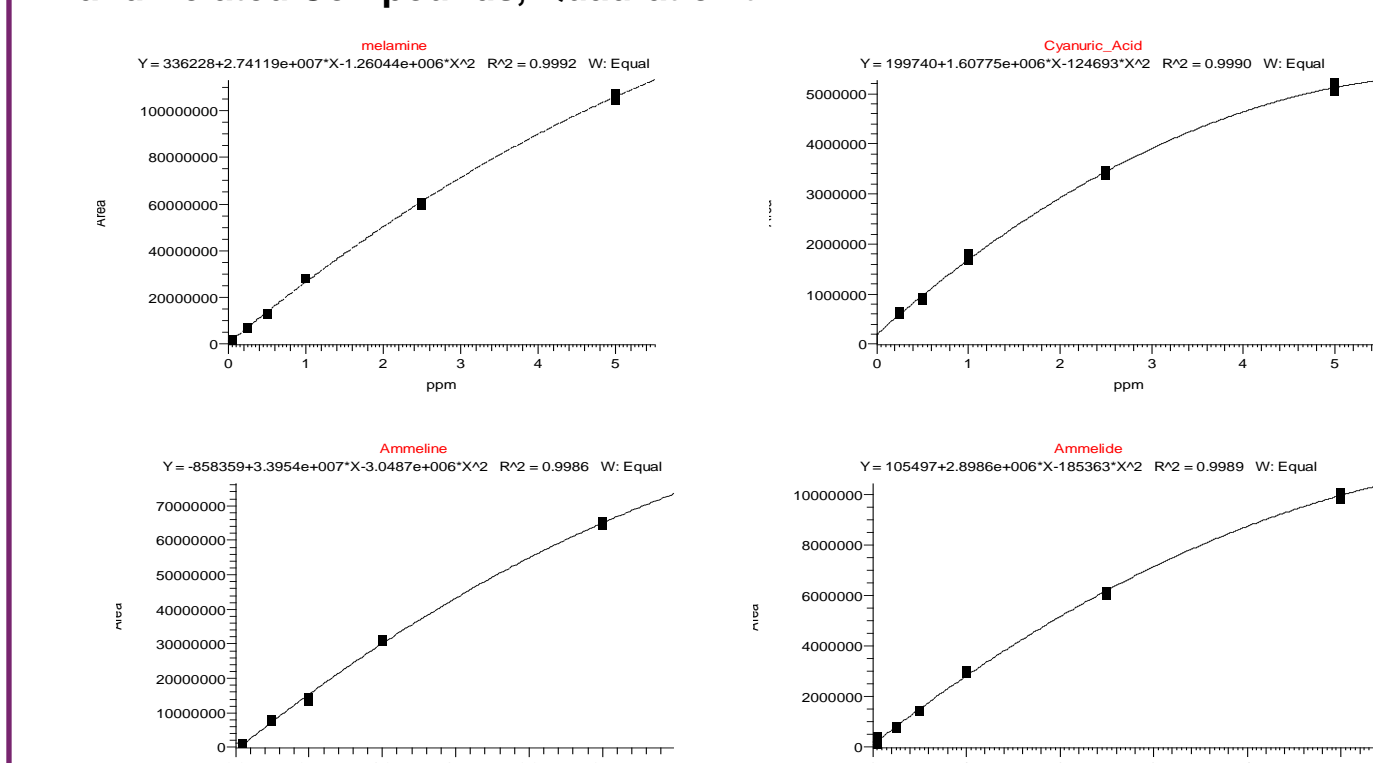 melamine
Y = 336228+2.74119e+007*X-1.26044e+006*X^2 R^2 = 0.9992 W: Equal
100000000
80000000
60000000
40000000
20000000
0
0 1 2 3 4 5
ppm
Area
Cyanuric_Acid
Y = 199740+1.60775e+006*X-124693*X^2 R^2 = 0.9990 W: Equal
5000000
4000000
3000000
2000000
1000000
0
0 1 2 3 4 5
ppm
Ammeline
Y = -858359+3.3954e+007*X-3.0487e+006*X^2 R^2 = 0.9986 W: Equal
70000000
60000000
50000000
40000000
30000000
20000000
10000000
0
Area
Ammelide
Y = 105497+2.8986e+006*X-185363*X^2 R^2 = 0.9989 W: Equal
10000000
8000000
6000000
4000000
2000000
0
Area